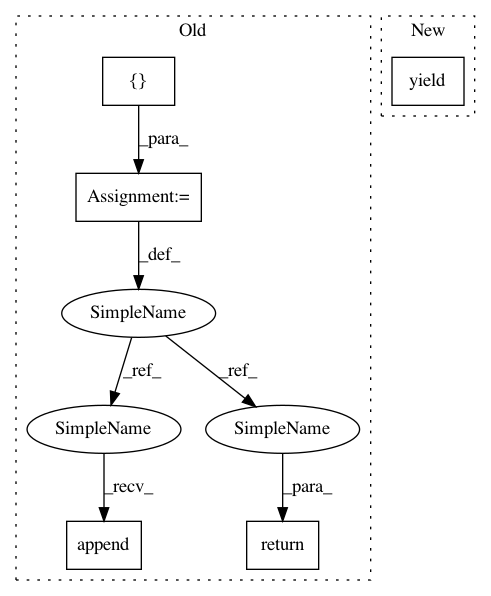 Old
New
{}
yield
_para_
Assignment:=
_def_
SimpleName
_ref_
_ref_
SimpleName
SimpleName
_recv_
_para_
append
return